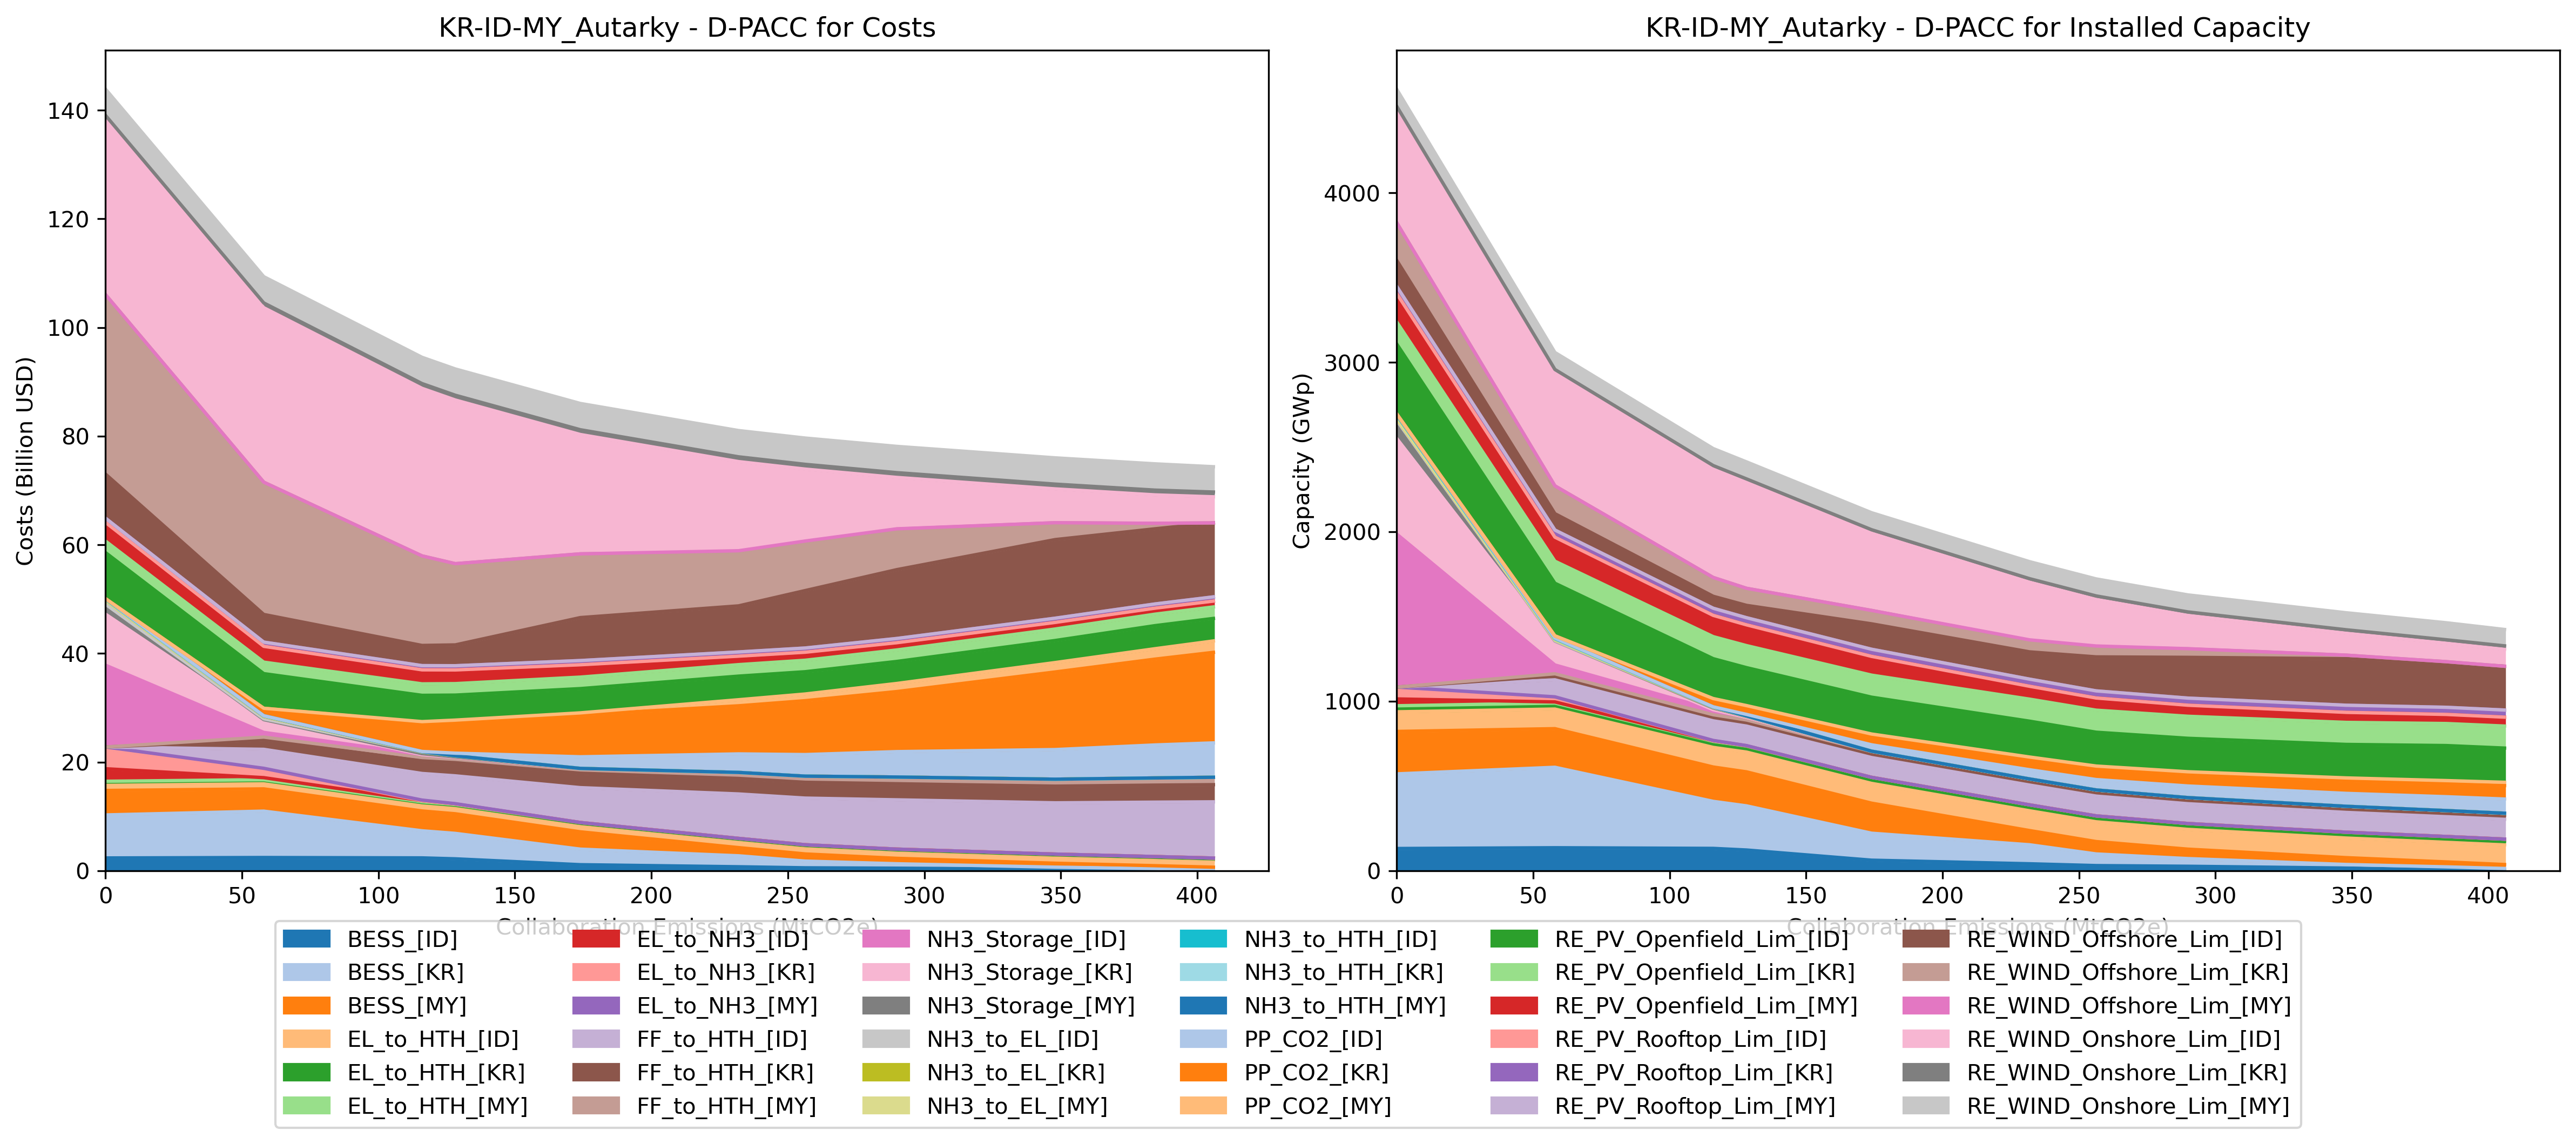 KR-ID-MY_Autarky - D-PACC for Costs
Costs (Billion USD)
140
120
100
80
60
40
20
0
0 50 100 150 200 250 300 350 400
Collaboration Emissions (MtCO2e)
KR-ID-MY_Autarky - D-PACC for Installed Capacity
Capacity (GWp)
4000
3000
2000
1000
0
0 50 100 150 200 250 300 350 400
Collaboration Emissions (MtCO2e)
BESS_[ID]
BESS_[KR]
BESS_[MY]
EL_to_HTH_[ID]
EL_to_HTH_[KR]
EL_to_HTH_[MY]
EL_to_NH3_[ID]
EL_to_NH3_[KR]
EL_to_NH3_[MY]
FF_to_HTH_[ID]
FF_to_HTH_[KR]
FF_to_HTH_[MY]
NH3_Storage_[ID]
NH3_Storage_[KR]
NH3_Storage_[MY]
NH3_to_EL_[ID]
NH3_to_EL_[KR]
NH3_to_EL_[MY]
NH3_to_HTH_[ID]
NH3_to_HTH_[KR]
NH3_to_HTH_[MY]
PP_CO2_[ID]
PP_CO2_[KR]
PP_CO2_[MY]
RE_PV_Openfield_Lim_[ID]
RE_PV_Openfield_Lim_[KR]
RE_PV_Openfield_Lim_[MY]
RE_PV_Rooftop_Lim_[ID]
RE_PV_Rooftop_Lim_[KR]
RE_PV_Rooftop_Lim_[MY]
RE_WIND_Offshore_Lim_[ID]
RE_WIND_Offshore_Lim_[KR]
RE_WIND_Offshore_Lim_[MY]
RE_WIND_Onshore_Lim_[ID]
RE_WIND_Onshore_Lim_[KR]
RE_WIND_Onshore_Lim_[MY]